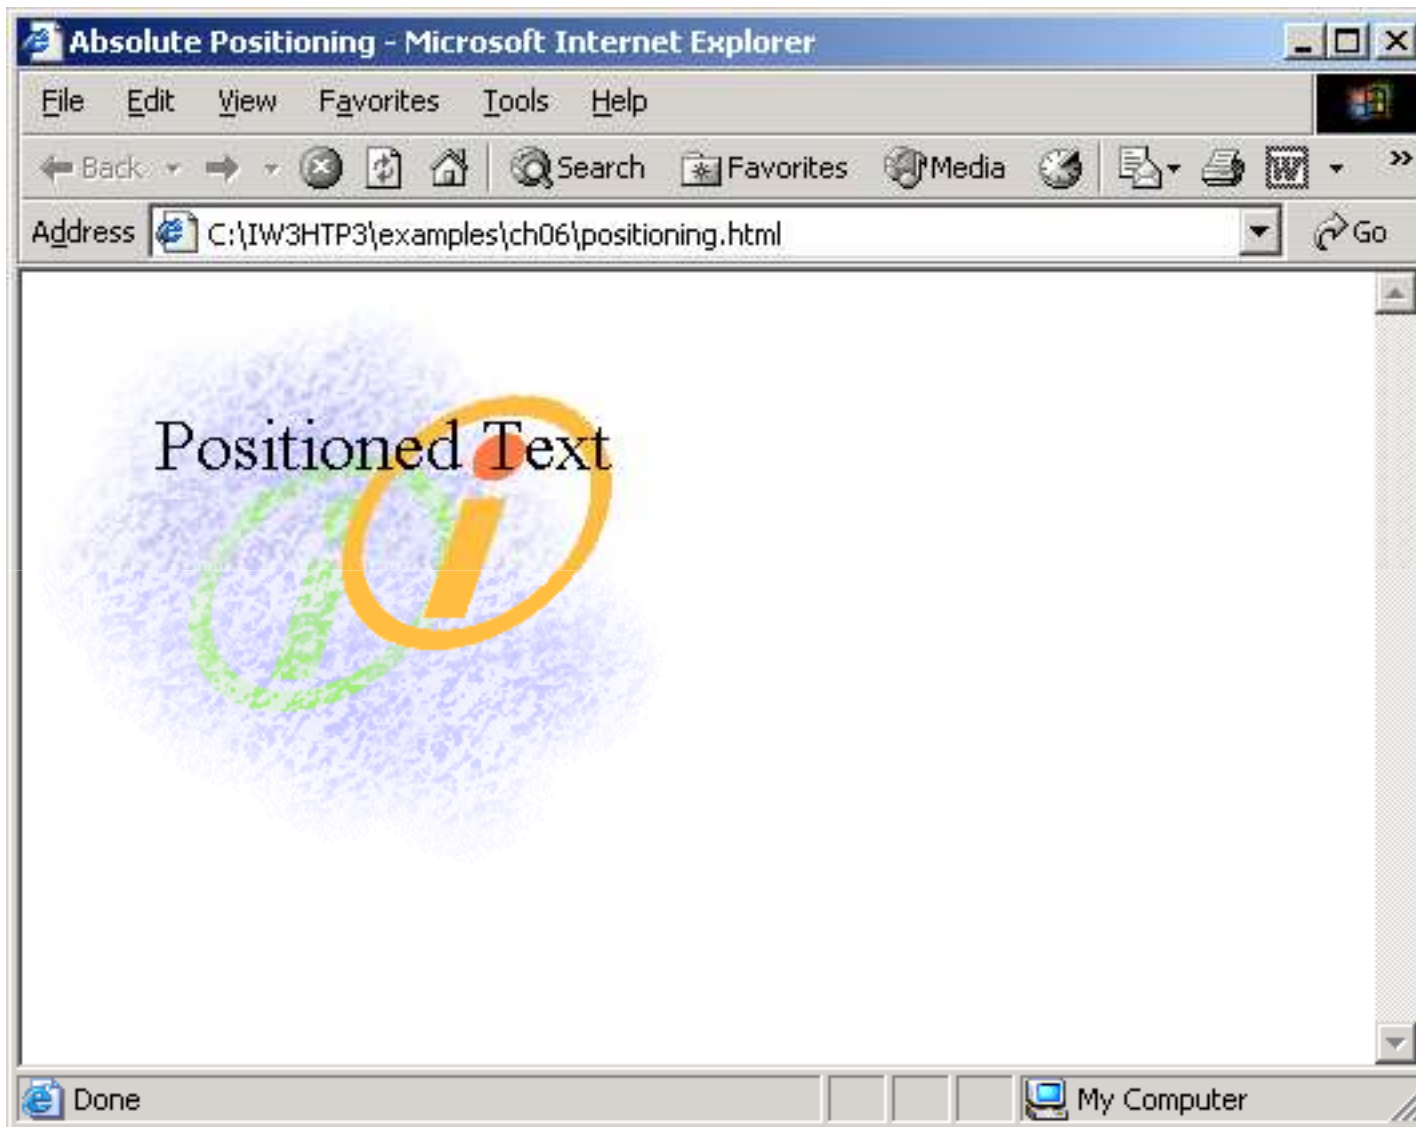 Absolute Positioning - Microsoft Internet Explorer
File Edit View Favorites Tools Help
Back Search Favorites Media W »
Address C:\IW3HTP3\examples\ch06\positioning.html Go
Positioned Text
i
i
Done My Computer